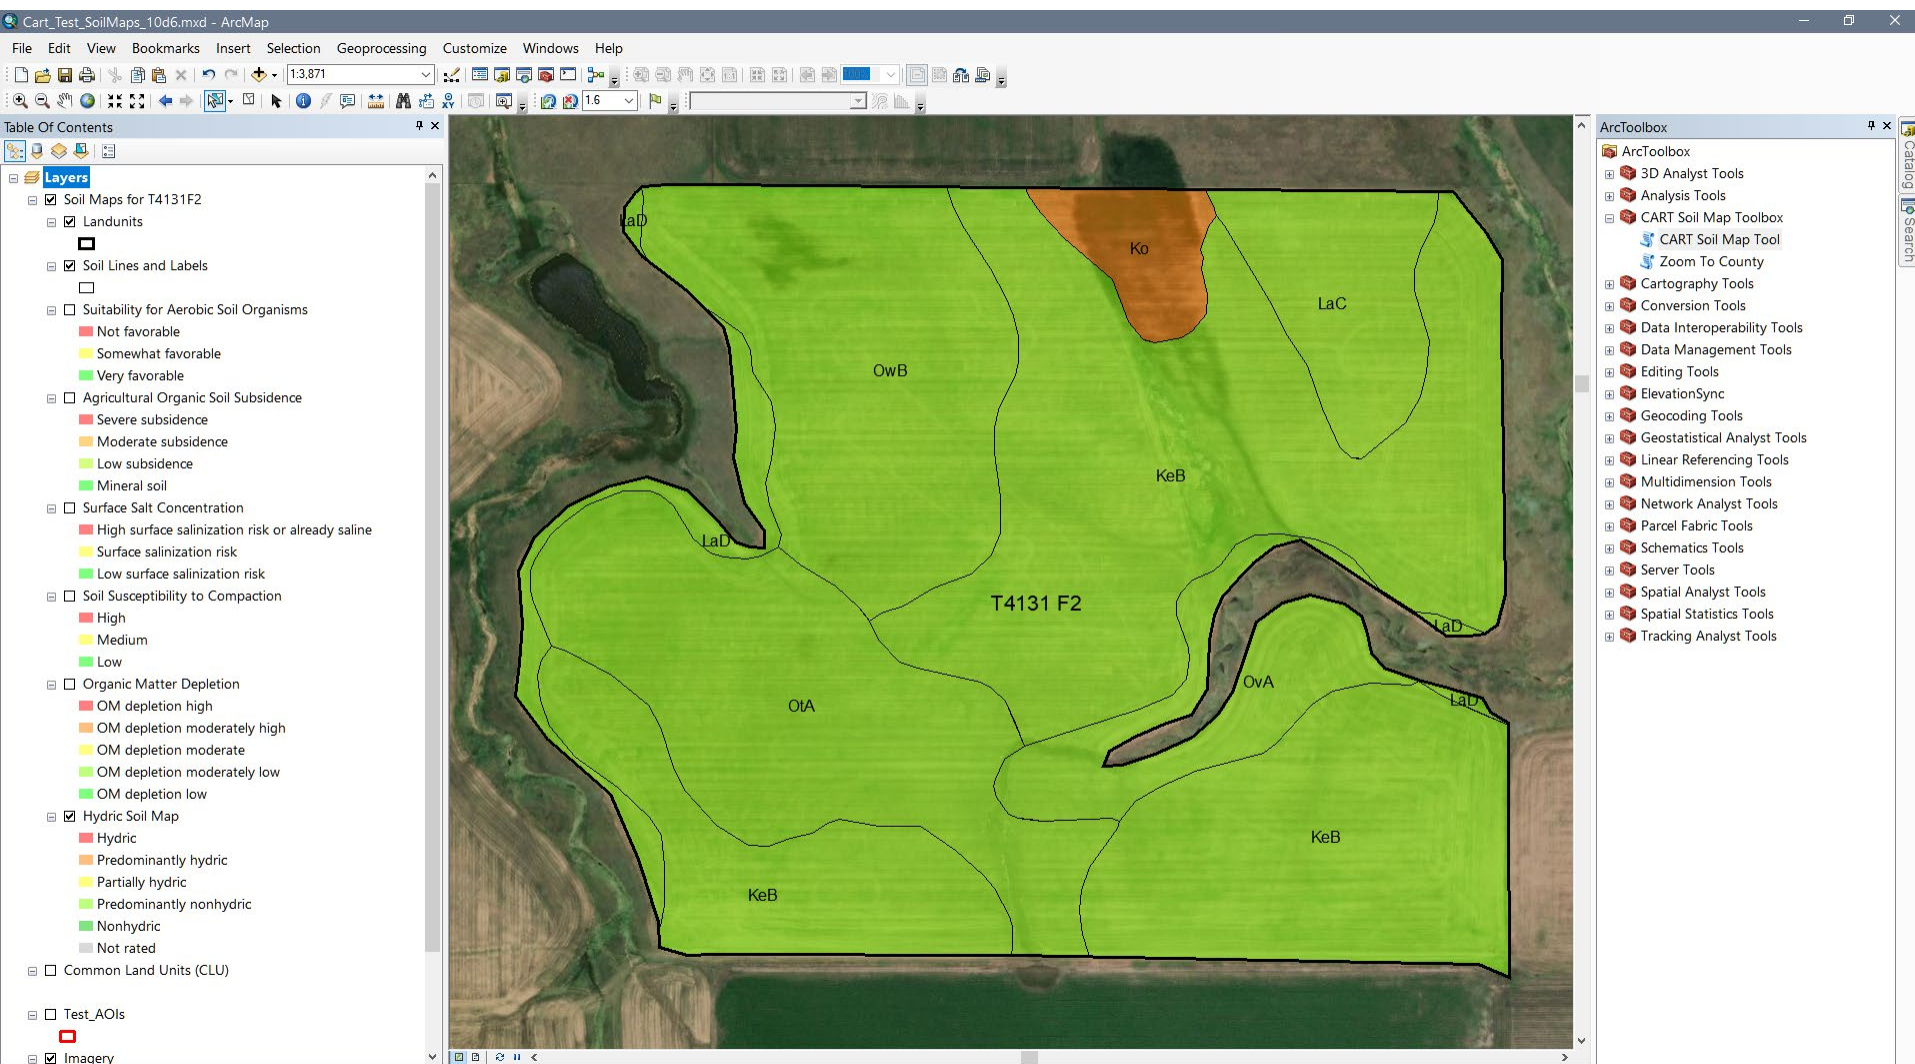 Cart_Test_SoilMaps_10d6.mxd - ArcMap
File Edit View Bookmarks Insert Selection Geoprocessing Customize Windows Help
1:3,871
1.6
Table Of Contents
Layers
Soil Maps for T4131F2
Landunits
Soil Lines and Labels
Suitability for Aerobic Soil Organisms
Not favorable
Somewhat favorable
Very favorable
Agricultural Organic Soil Subsidence
Severe subsidence
Moderate subsidence
Low subsidence
Mineral soil
Surface Salt Concentration
High surface salinization risk or already saline
Surface salinization risk
Low surface salinization risk
Soil Susceptibility to Compaction
High
Medium
Low
Organic Matter Depletion
OM depletion high
OM depletion moderately high
OM depletion moderate
OM depletion moderately low
OM depletion low
Hydric Soil Map
Hydric
Predominantly hydric
Partially hydric
Predominantly nonhydric
Nonhydric
Not rated
Common Land Units (CLU)
Test_AOIs
Imagery
LaD
Ko
LaC
OwB
KeB
LaD
T4131 F2
LaD
OvA
LaD
OtA
KeB
KeB
ArcToolbox
ArcToolbox
3D Analyst Tools
Analysis Tools
CART Soil Map Toolbox
CART Soil Map Tool
Zoom To County
Cartography Tools
Conversion Tools
Data Interoperability Tools
Data Management Tools
Editing Tools
ElevationSync
Geocoding Tools
Geostatistical Analyst Tools
Linear Referencing Tools
Multidimension Tools
Network Analyst Tools
Parcel Fabric Tools
Schematics Tools
Server Tools
Spatial Analyst Tools
Spatial Statistics Tools
Tracking Analyst Tools
Catalog
Search